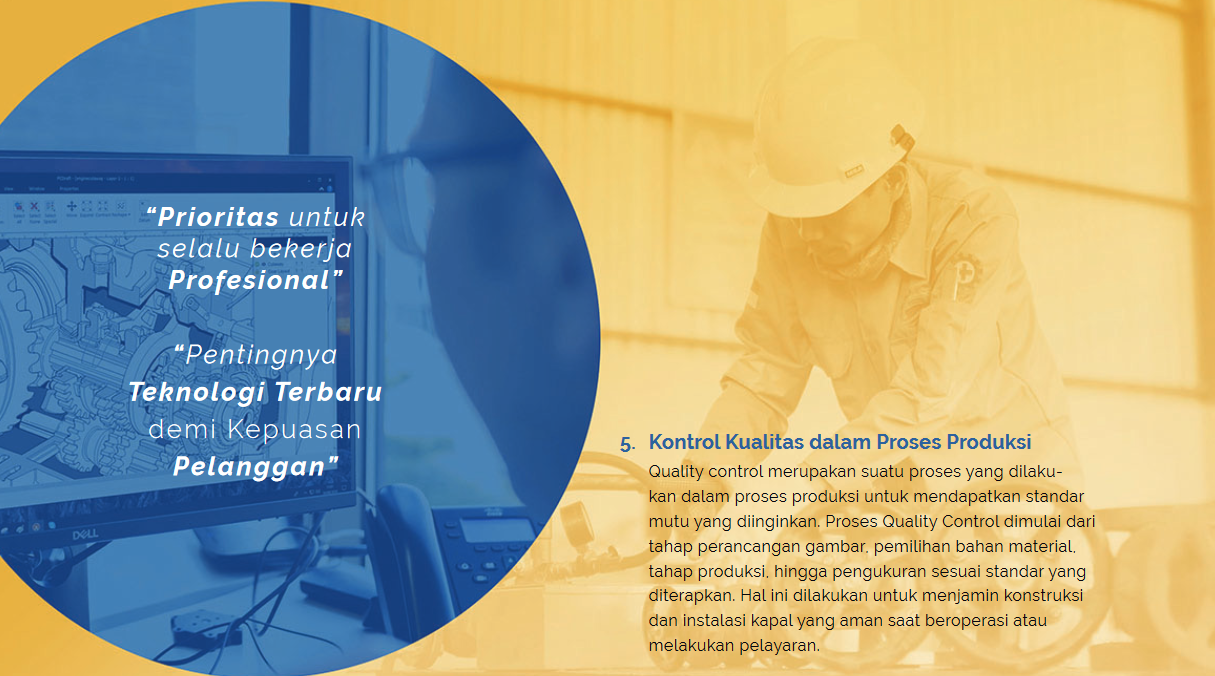 “Prioritas untuk
selalu bekerja
Profesional”
“Pentingnya
Teknologi Terbaru
demi Kepuasan
Pelanggan”
DELL
5. Kontrol Kualitas dalam Proses Produksi
Quality control merupakan suatu proses yang dilaku-
kan dalam proses produksi untuk mendapatkan standar
mutu yang diinginkan. Proses Quality Control dimulai dari
tahap perancangan gambar, pemilihan bahan material,
tahap produksi, hingga pengukuran sesuai standar yang
diterapkan. Hal ini dilakukan untuk menjamin konstruksi
dan instalasi kapal yang aman saat beroperasi atau
melakukan pelayaran.